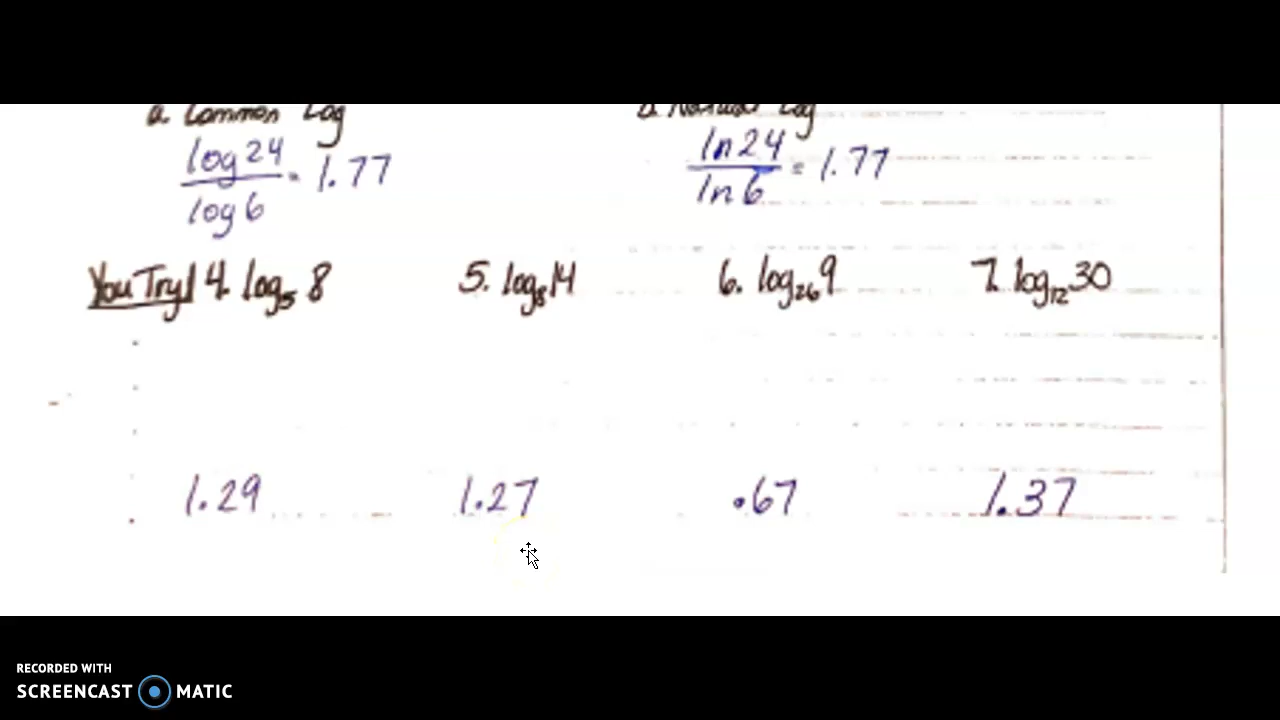 a. Common Log
log 24 / log 6 = 1.77
b. Natural Log
ln 24 / ln 6 = 1.77
You Try! 4. log₅ 8
5. log₈ 14
6. log₂₆ 9
7. log₁₂ 30
1.29
1.27
.67
1.37
RECORDED WITH
SCREENCAST MATIC